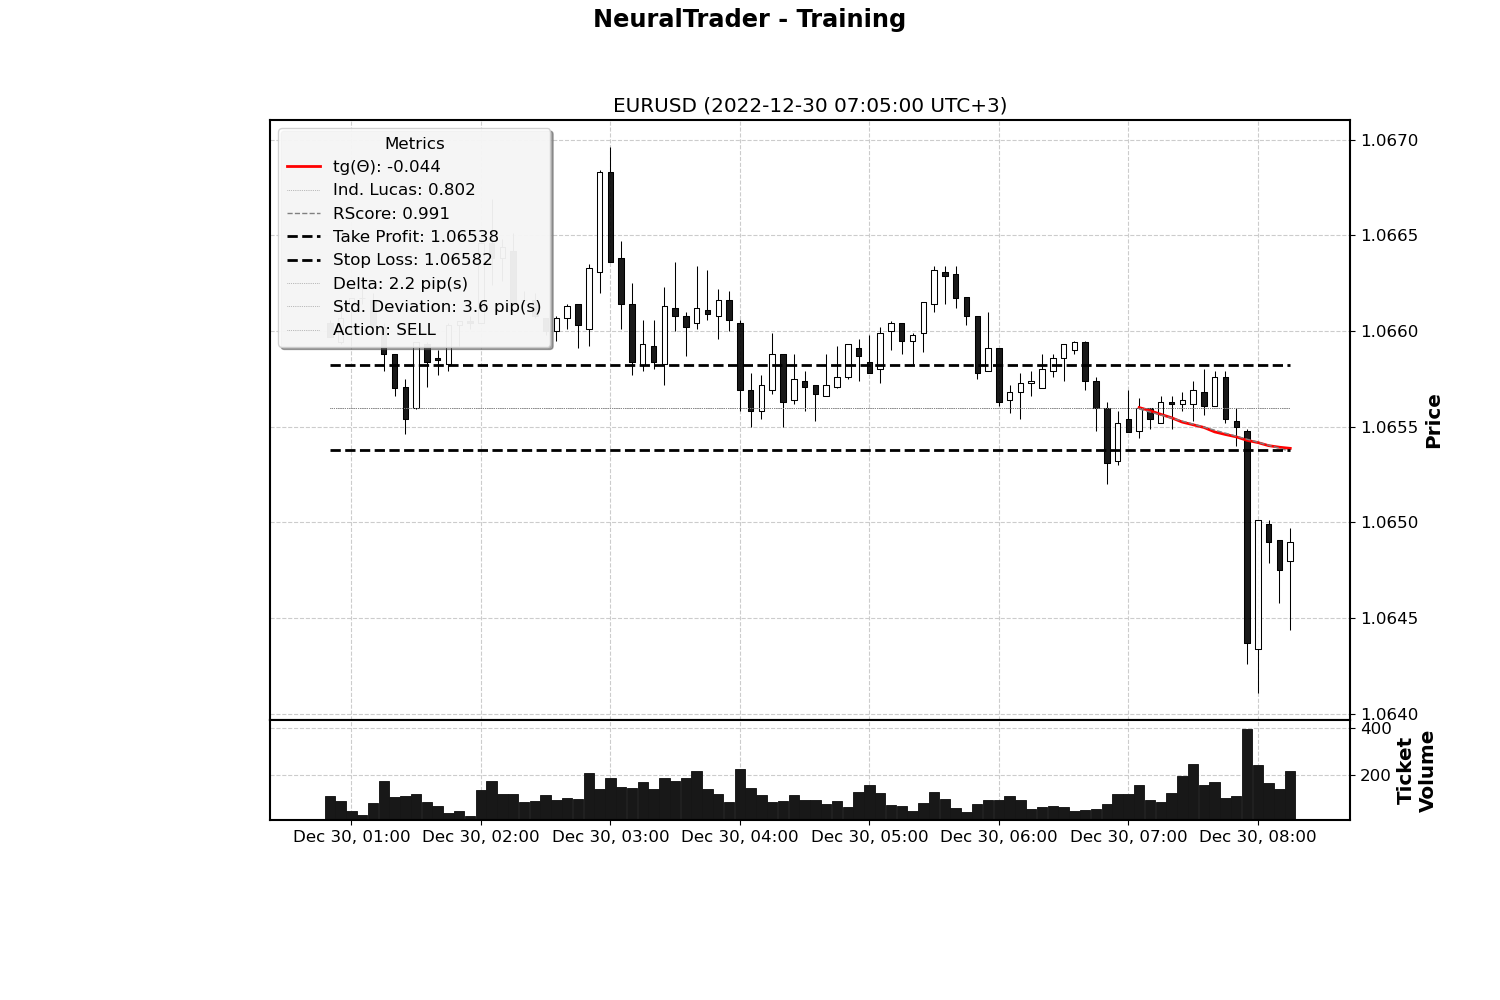 NeuralTrader - Training
EURUSD (2022-12-30 07:05:00 UTC+3)
Metrics
tg(Θ): -0.044
Ind. Lucas: 0.802
RScore: 0.991
Take Profit: 1.06538
Stop Loss: 1.06582
Delta: 2.2 pip(s)
Std. Deviation: 3.6 pip(s)
Action: SELL
1.0670
1.0665
1.0660
1.0655
1.0650
1.0645
1.0640
Price
400
200
Ticket
Volume
Dec 30, 01:00 Dec 30, 02:00 Dec 30, 03:00 Dec 30, 04:00 Dec 30, 05:00 Dec 30, 06:00 Dec 30, 07:00 Dec 30, 08:00